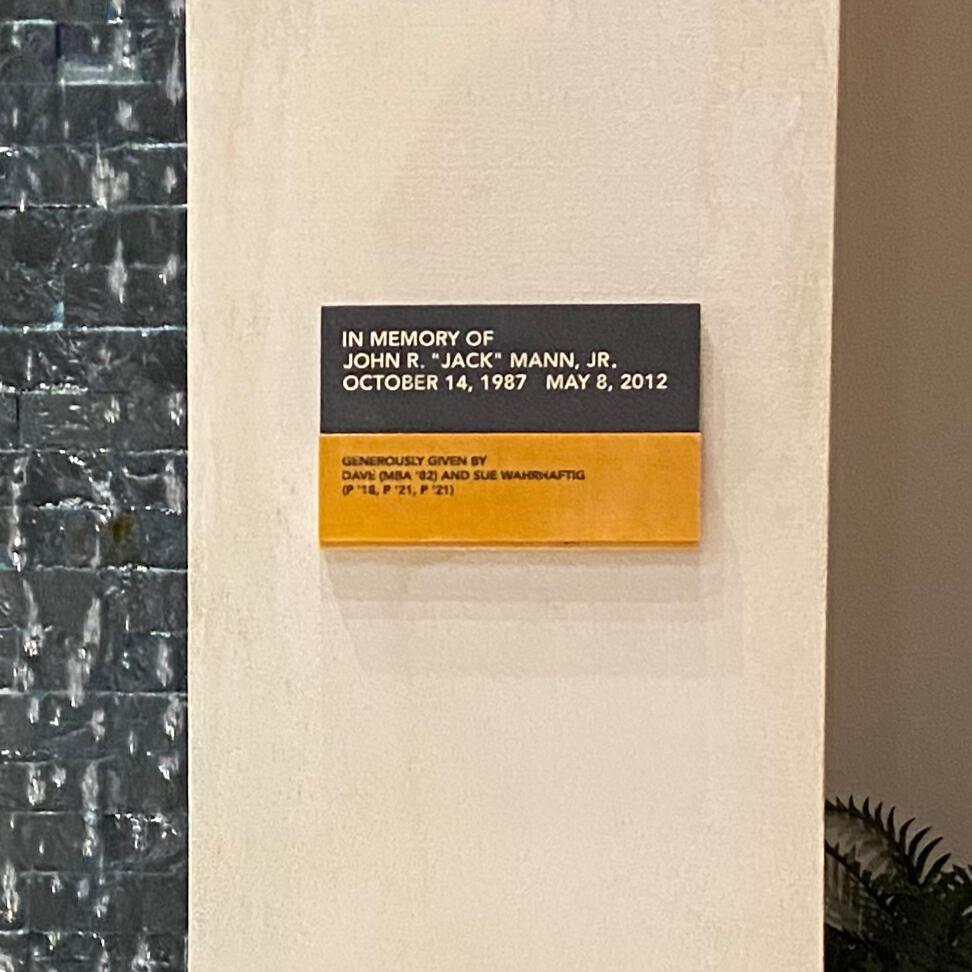 IN MEMORY OF
JOHN R. "JACK" MANN, JR.
OCTOBER 14, 1987 MAY 8, 2012
GENEROUSLY GIVEN BY
DAVE (MBA '82) AND SUE WAHRHAFTIG
(P '18, P '21, P '21)